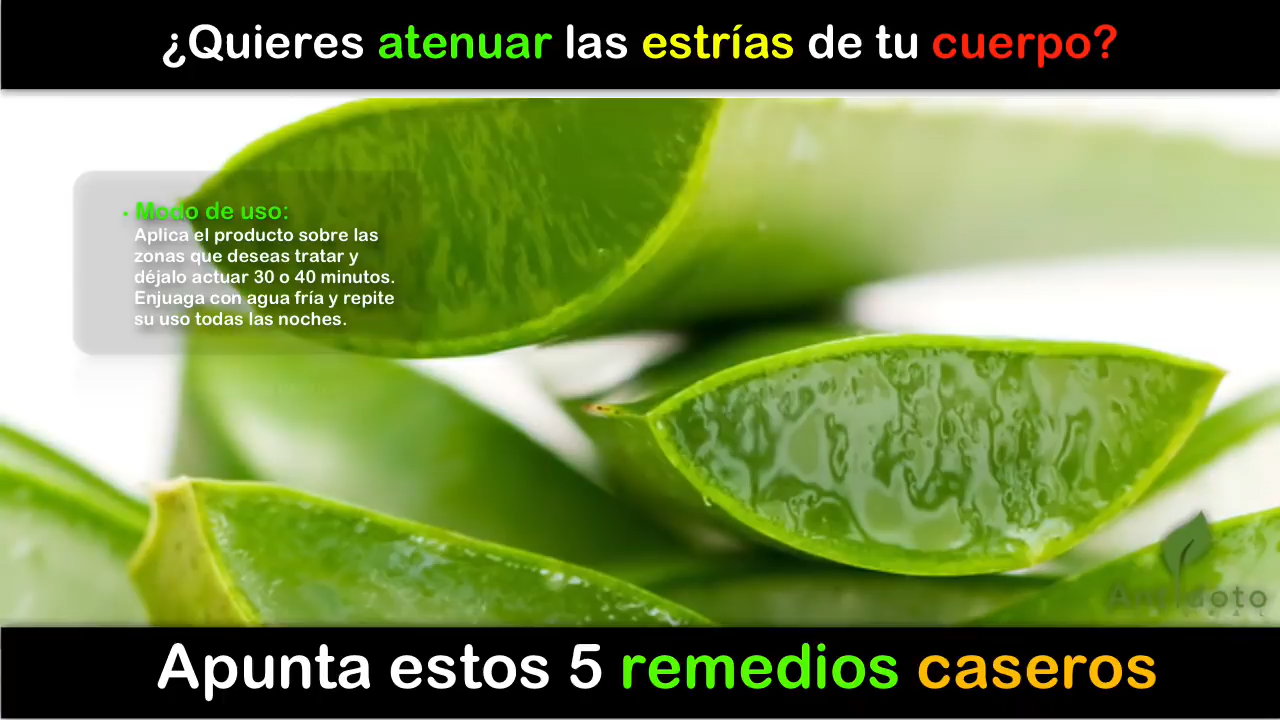 ¿Quieres atenuar las estrías de tu cuerpo?
- Modo de uso:
Aplica el producto sobre las
zonas que deseas tratar y
déjalo actuar 30 o 40 minutos.
Enjuaga con agua fría y repite
su uso todas las noches.
Antídoto
Apunta estos 5 remedios caseros